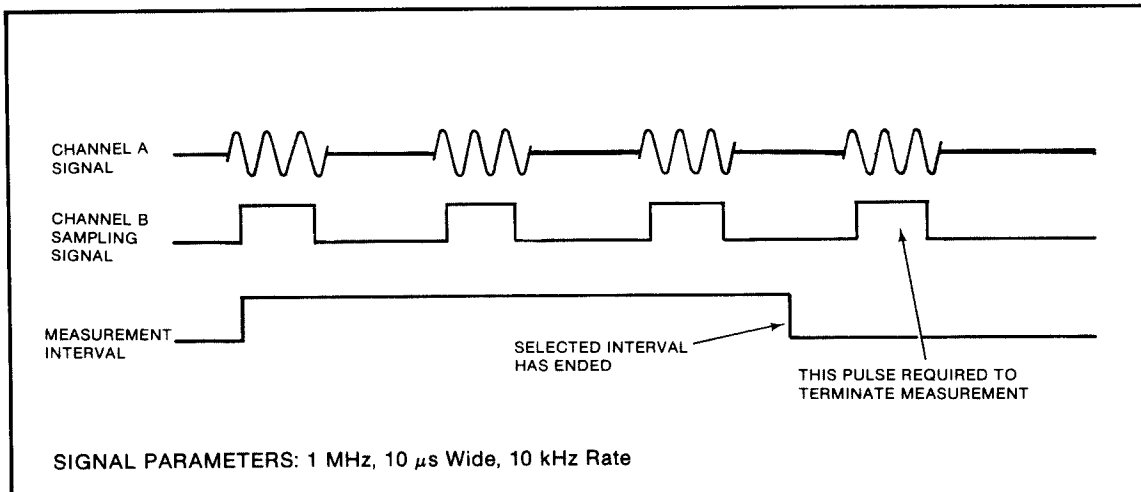 CHANNEL A
SIGNAL
CHANNEL B
SAMPLING
SIGNAL
MEASUREMENT
INTERVAL
SELECTED INTERVAL
HAS ENDED
THIS PULSE REQUIRED TO
TERMINATE MEASUREMENT
SIGNAL PARAMETERS: 1 MHz, 10 μs Wide, 10 kHz Rate